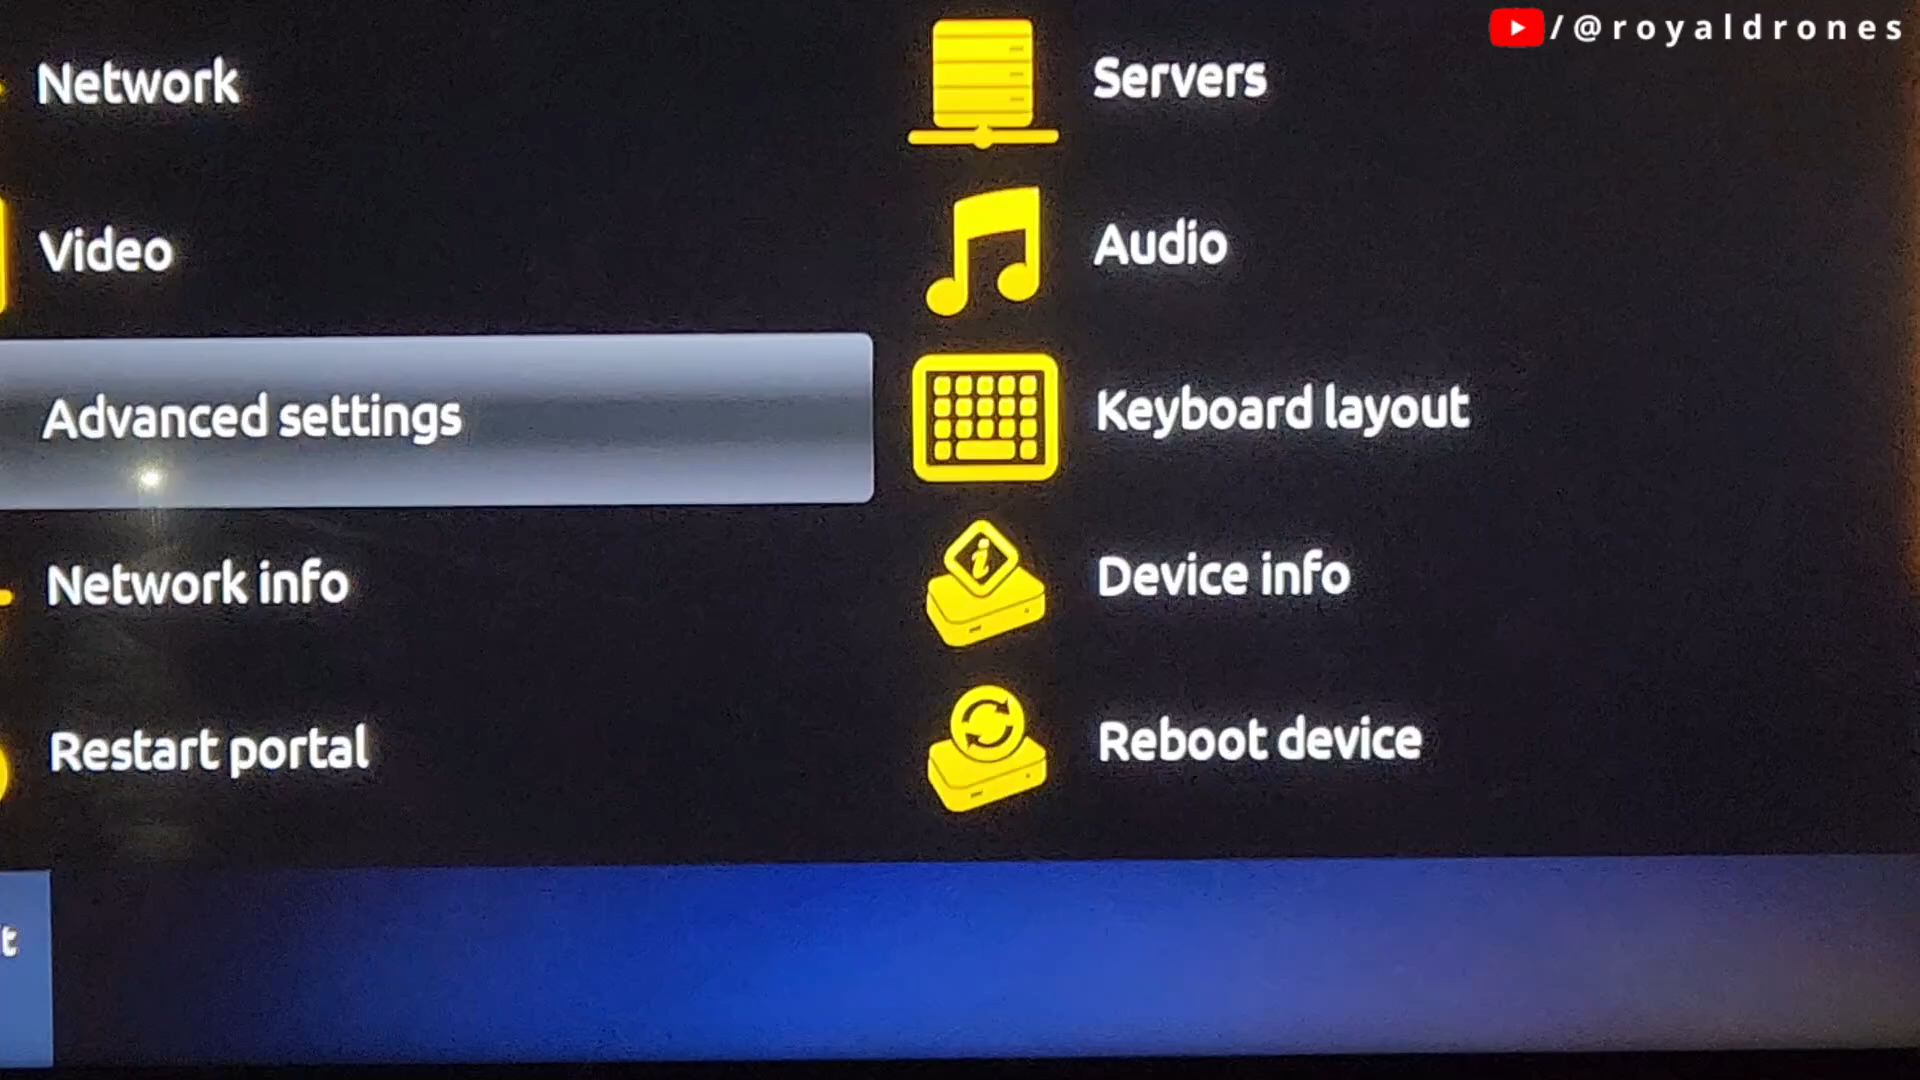 /@royaldrones
Network
Servers
Video
Audio
Advanced settings
Keyboard layout
Network info
Device info
Restart portal
Reboot device
t